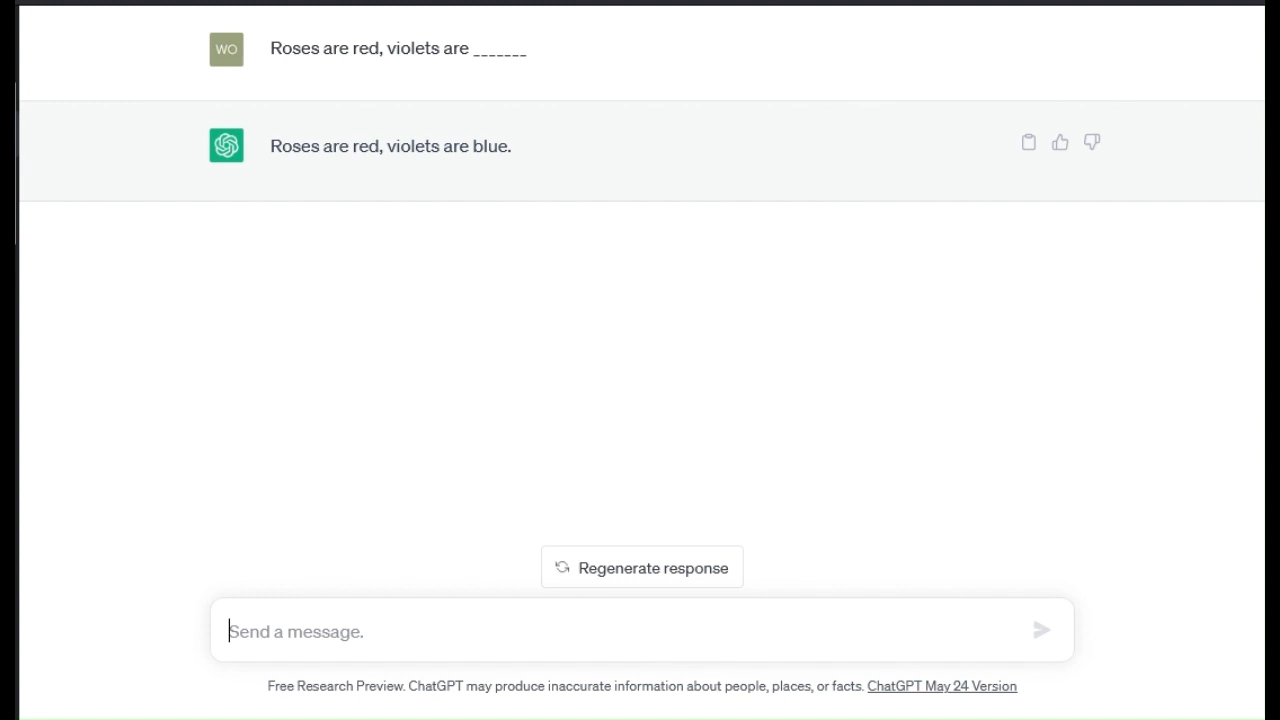 WO
Roses are red, violets are _______
Roses are red, violets are blue.
Regenerate response
Send a message.
Free Research Preview. ChatGPT may produce inaccurate information about people, places, or facts. ChatGPT May 24 Version